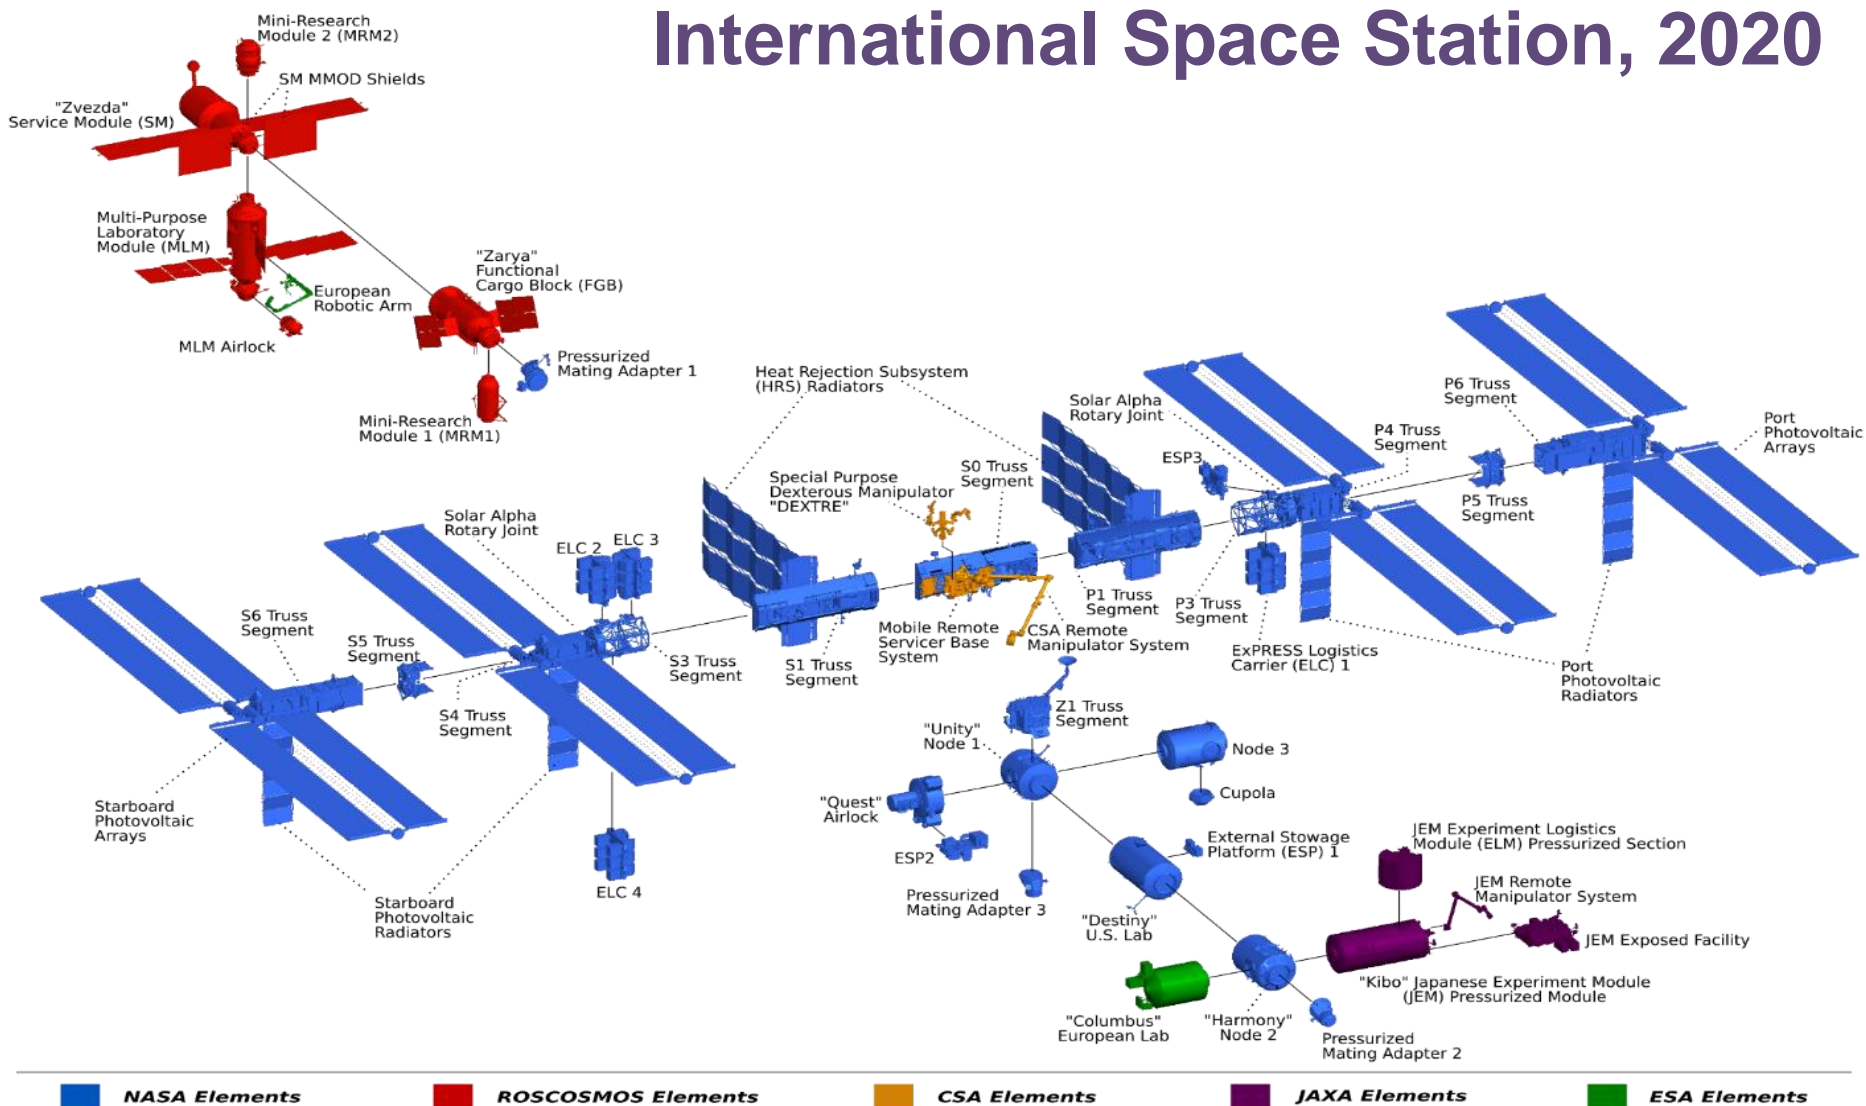 International Space Station, 2020
Mini-Research
Module 2 (MRM2)
SM MMOD Shields
"Zvezda"
Service Module (SM)
Multi-Purpose
Laboratory
Module (MLM)
European
Robotic Arm
MLM Airlock
"Zarya"
Functional
Cargo Block (FGB)
Pressurized
Mating Adapter 1
Mini-Research
Module 1 (MRM1)
Heat Rejection Subsystem
(HRS) Radiators
Special Purpose
Dexterous Manipulator
"DEXTRE"
S0 Truss
Segment
Solar Alpha
Rotary Joint
ESP3
P4 Truss
Segment
P6 Truss
Segment
Port
Photovoltaic
Arrays
P5 Truss
Segment
Solar Alpha
Rotary Joint
ELC 2
ELC 3
S6 Truss
Segment
S5 Truss
Segment
S4 Truss
Segment
S3 Truss
Segment
S1 Truss
Segment
Mobile Remote
Servicer Base
System
CSA Remote
Manipulator System
P1 Truss
Segment
P3 Truss
Segment
ExPRESS Logistics
Carrier (ELC) 1
Port
Photovoltaic
Radiators
Starboard
Photovoltaic
Arrays
Starboard
Photovoltaic
Radiators
ELC 4
Z1 Truss
Segment
"Unity"
Node 1
Node 3
Cupola
"Quest"
Airlock
ESP2
Pressurized
Mating Adapter 3
External Stowage
Platform (ESP) 1
"Destiny"
U.S. Lab
JEM Experiment Logistics
Module (ELM) Pressurized Section
JEM Remote
Manipulator System
JEM Exposed Facility
"Kibo" Japanese Experiment Module
(JEM) Pressurized Module
"Columbus"
European Lab
"Harmony"
Node 2
Pressurized
Mating Adapter 2
NASA Elements
ROSCOSMOS Elements
CSA Elements
JAXA Elements
ESA Elements